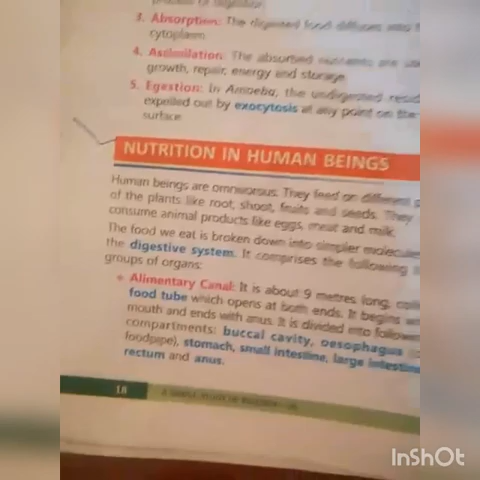 3. Absorption: The digested food diffuses into
cytoplasm.
4. Assimilation: The absorbed nutrients are
growth, repair, energy and storage.
5. Egestion: In Amoeba, the undigested
expelled out by exocytosis at any point on the
surface.
NUTRITION IN HUMAN BEINGS
Human beings are omnivorous. They feed on different
of the plants like root, shoot, fruits and seeds. They
consume animal products like eggs, meat and milk.
The food we eat is broken down into simpler molecules
the digestive system. It comprises the following
groups of organs:
Alimentary Canal: It is about 9 metres long,
food tube which opens at both ends. It begins
mouth and ends with anus. It is divided into
compartments: buccal cavity, oesophagus
foodpipe), stomach, small intestine, large
rectum and anus.
18
InShOt